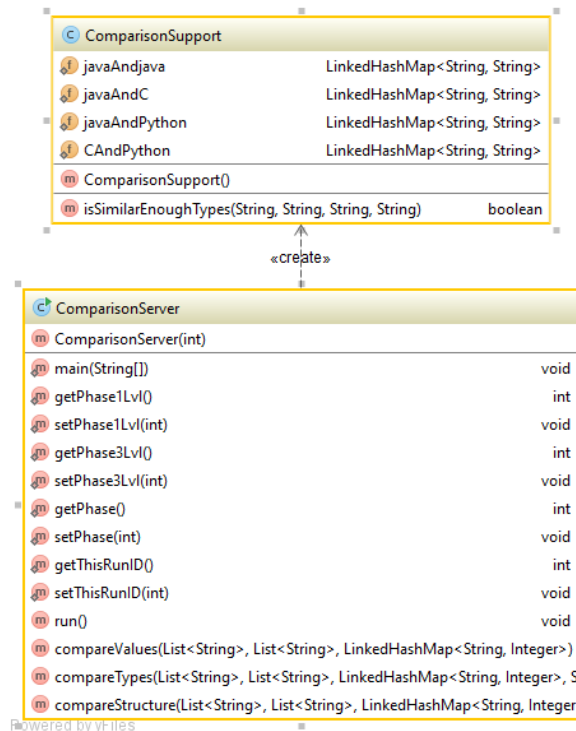 ComparisonSupport
javaAndjava LinkedHashMap<String, String>
javaAndC LinkedHashMap<String, String>
javaAndPython LinkedHashMap<String, String>
CAndPython LinkedHashMap<String, String>
ComparisonSupport()
isSimilarEnoughTypes(String, String, String, String) boolean
«create»
ComparisonServer
ComparisonServer(int)
main(String[]) void
getPhase1Lvl() int
setPhase1Lvl(int) void
getPhase3Lvl() int
setPhase3Lvl(int) void
getPhase() int
setPhase(int) void
getThisRunID() int
setThisRunID(int) void
run() void
compareValues(List<String>, List<String>, LinkedHashMap<String, Integer>)
compareTypes(List<String>, List<String>, LinkedHashMap<String, Integer>, S
compareStructure(List<String>, List<String>, LinkedHashMap<String, Integer
Powered by yFiles